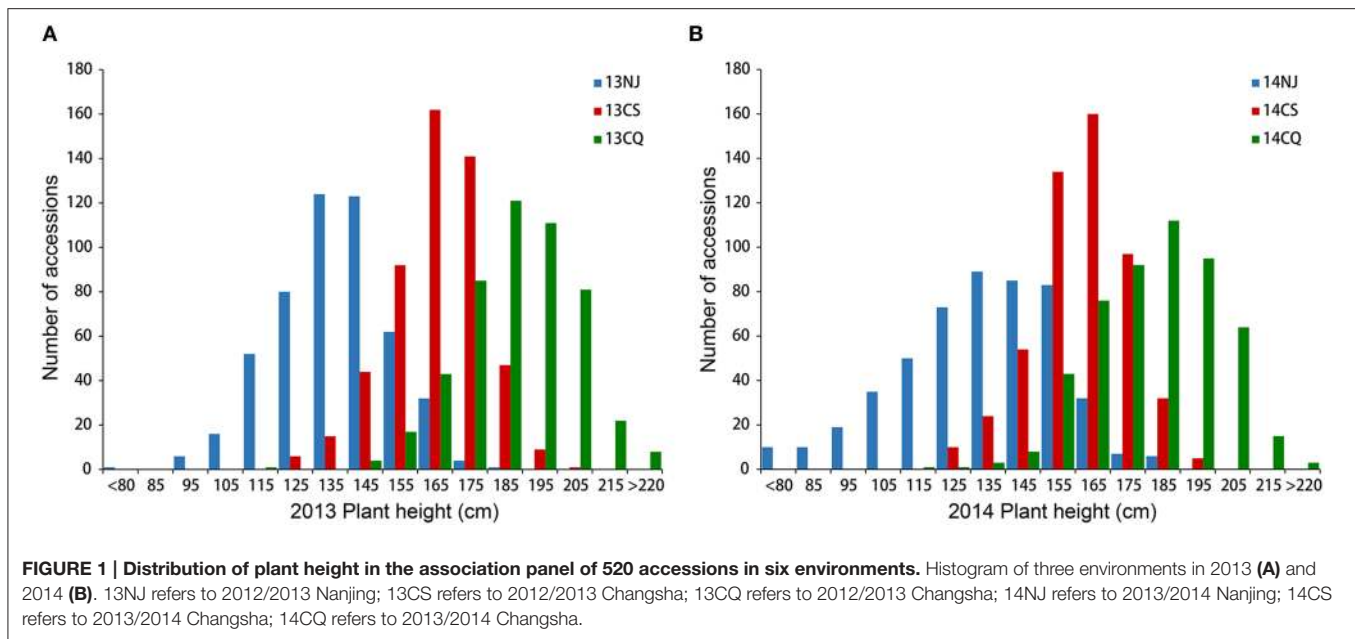 A
180
160
140
120
100
80
60
40
20
0
Number of accessions
13NJ
13CS
13CQ
<80 85 95 105 115 125 135 145 155 165 175 185 195 205 215 >220
2013 Plant height (cm)
B
180
160
140
120
100
80
60
40
20
0
Number of accessions
14NJ
14CS
14CQ
<80 85 95 105 115 125 135 145 155 165 175 185 195 205 215 >220
2014 Plant height (cm)
FIGURE 1 | Distribution of plant height in the association panel of 520 accessions in six environments. Histogram of three environments in 2013 (A) and
2014 (B). 13NJ refers to 2012/2013 Nanjing; 13CS refers to 2012/2013 Changsha; 13CQ refers to 2012/2013 Changsha; 14NJ refers to 2013/2014 Nanjing; 14CS
refers to 2013/2014 Changsha; 14CQ refers to 2013/2014 Changsha.